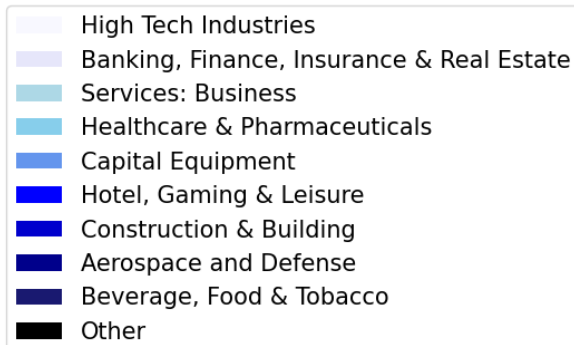 High Tech Industries
Banking, Finance, Insurance & Real Estate
Services: Business
Healthcare & Pharmaceuticals
Capital Equipment
Hotel, Gaming & Leisure
Construction & Building
Aerospace and Defense
Beverage, Food & Tobacco
Other